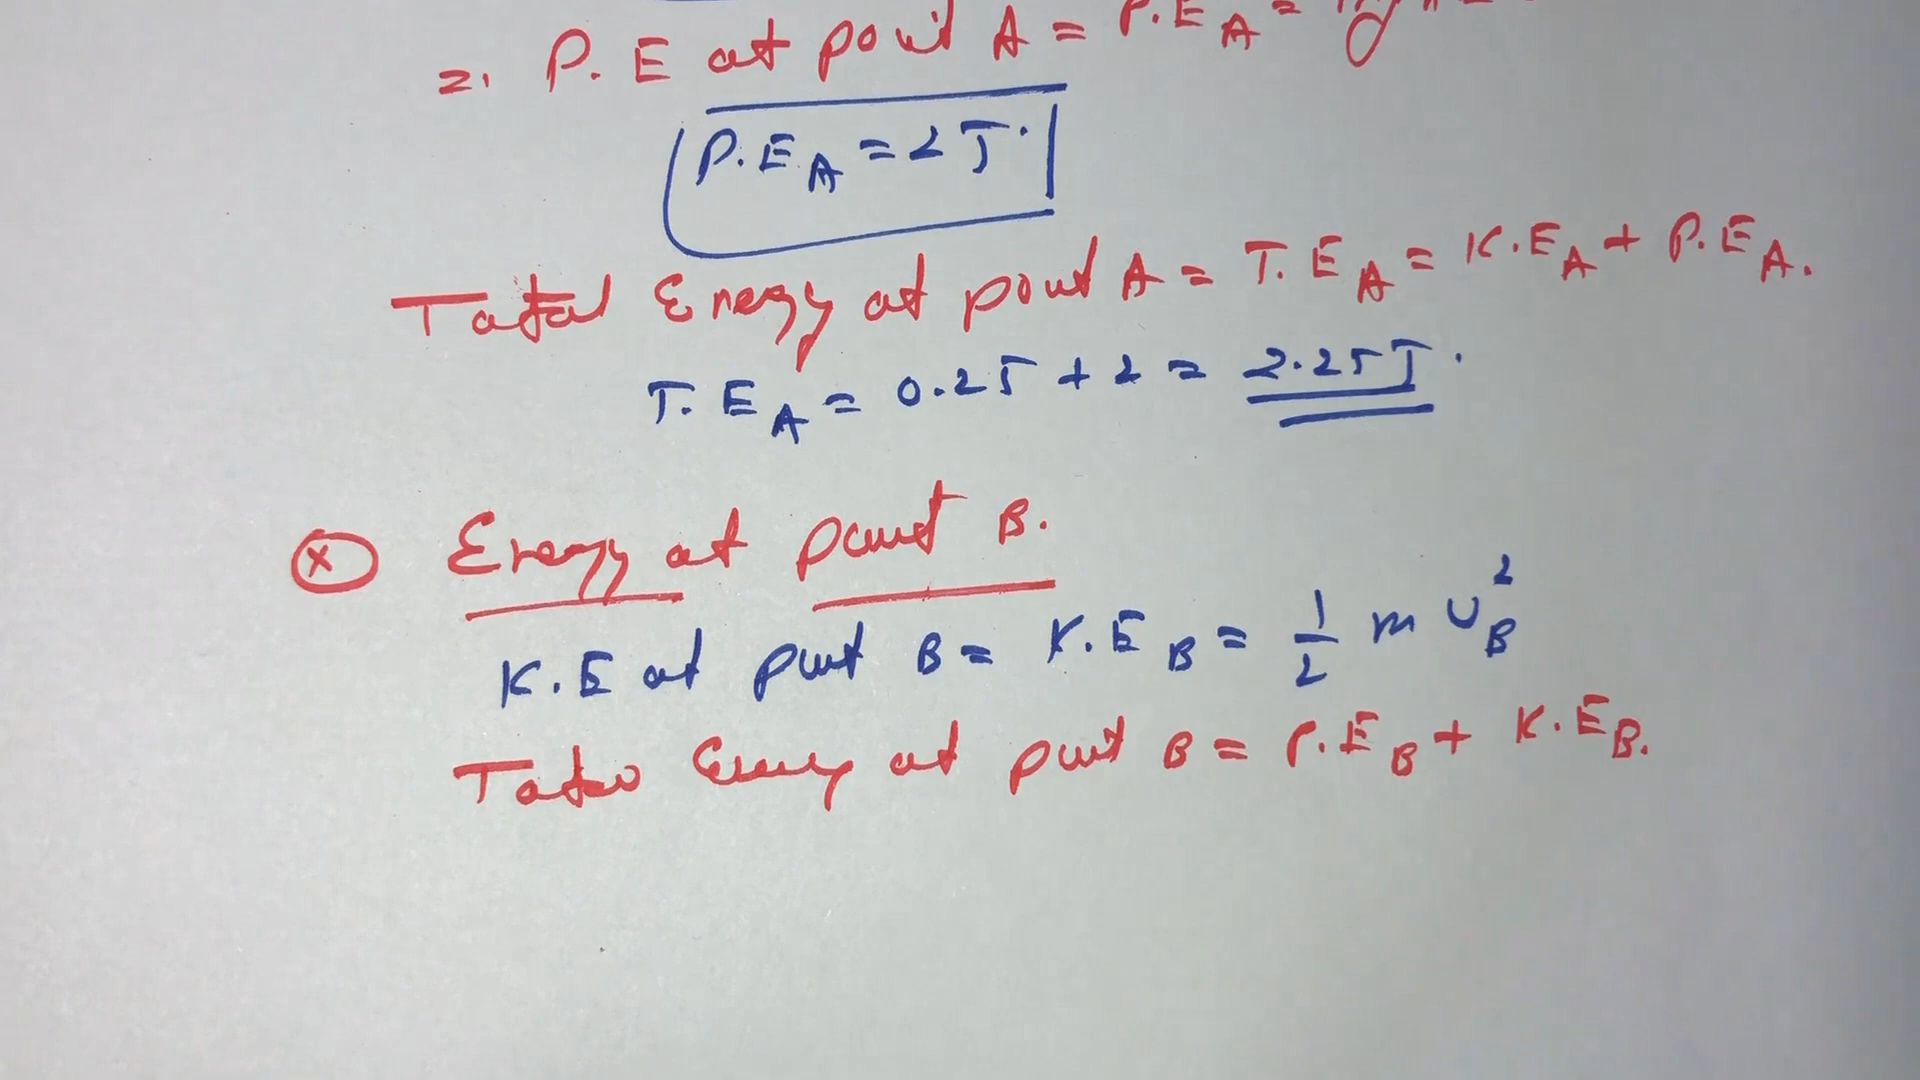 2. P.E at point A = P.E A =
P.E A = 2 J.
Total Energy at point A = T.E A = K.E A + P.E A.
T.E A = 0.25 + 2 = 2.25 J.
x Energy at point B.
K.E at point B = K.E B = 1/2 m U B ²
Total Energy at point B = P.E B + K.E B.